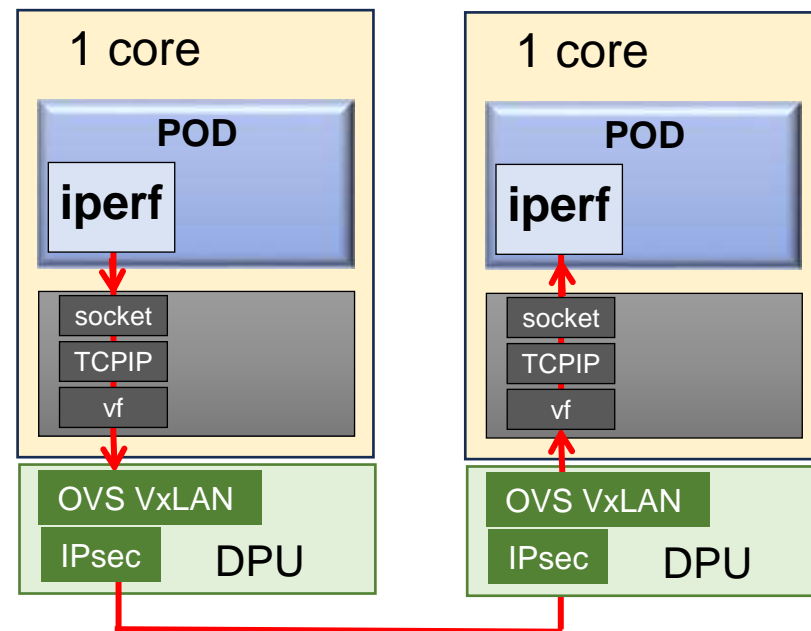 1 core
POD
iperf
socket
TCPIP
vf
OVS VxLAN
IPsec
DPU
1 core
POD
iperf
socket
TCPIP
vf
OVS VxLAN
IPsec
DPU